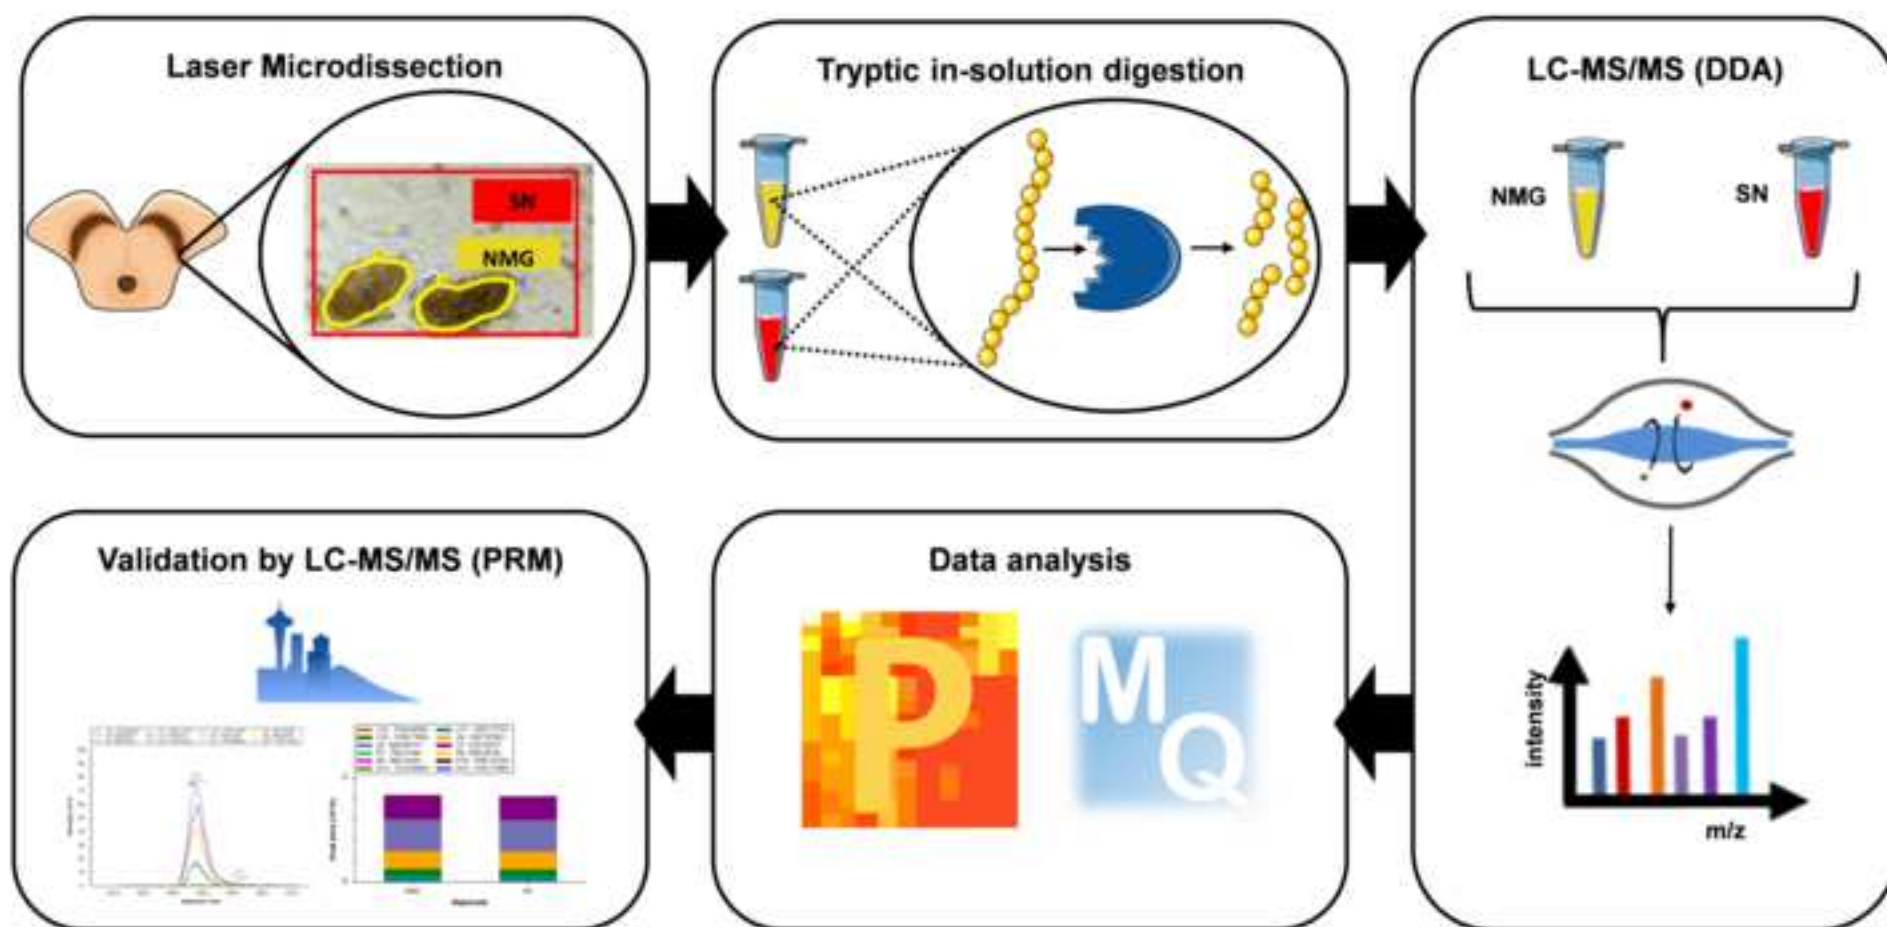 Laser Microdissection
SN
NMG
Tryptic in-solution digestion
LC-MS/MS (DDA)
NMG
SN
intensity
m/z
Data analysis
P
M
Q
Validation by LC-MS/MS (PRM)